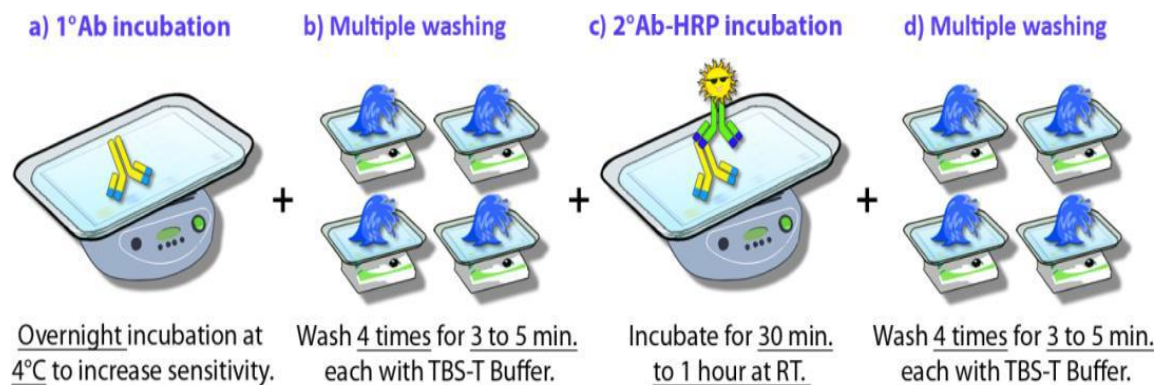 a) 1°Ab incubation
b) Multiple washing
c) 2°Ab-HRP incubation
d) Multiple washing
+
+
+
Overnight incubation at
4°C to increase sensitivity.
Wash 4 times for 3 to 5 min.
each with TBS-T Buffer.
Incubate for 30 min.
to 1 hour at RT.
Wash 4 times for 3 to 5 min.
each with TBS-T Buffer.